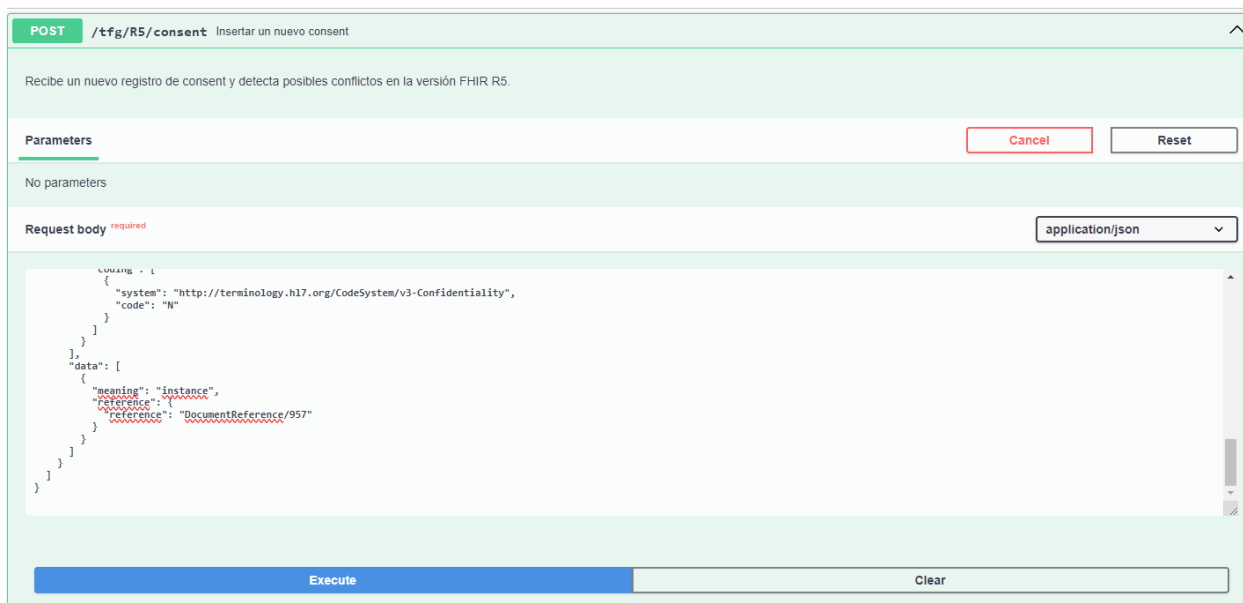 POST /tfg/R5/consent Insertar un nuevo consent
Recibe un nuevo registro de consent y detecta posibles conflictos en la versión FHIR R5.
Parameters Cancel Reset
No parameters
Request body required application/json
"coding": [
{
"system": "http://terminology.hl7.org/CodeSystem/v3-Confidentiality",
"code": "N"
}
]
}
],
"data": [
{
"meaning": "instance",
"reference": {
"reference": "DocumentReference/957"
}
}
]
}
]
}
Execute Clear